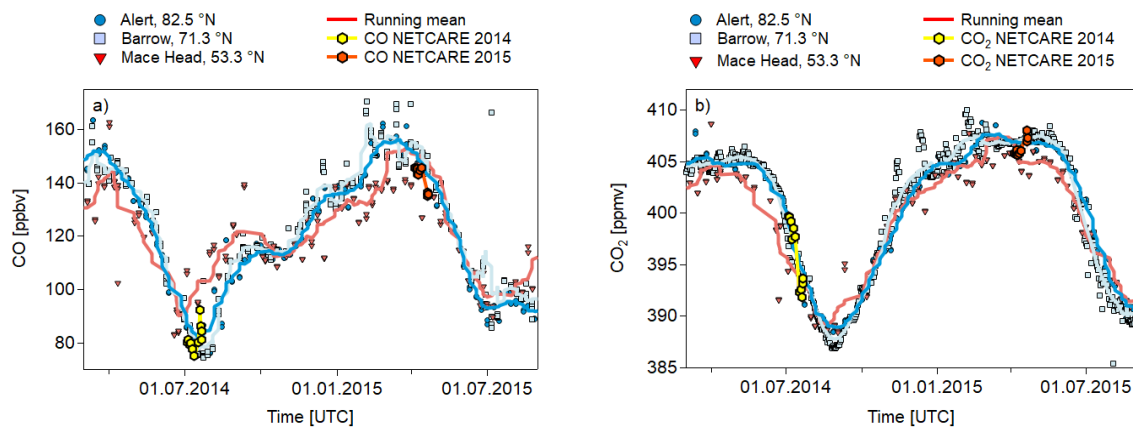 Alert, 82.5 °N
Barrow, 71.3 °N
Mace Head, 53.3 °N
Running mean
CO NETCARE 2014
CO NETCARE 2015
a)
160
140
120
100
80
CO [ppbv]
01.07.2014
01.01.2015
01.07.2015
Time [UTC]
Alert, 82.5 °N
Barrow, 71.3 °N
Mace Head, 53.3 °N
Running mean
CO₂ NETCARE 2014
CO₂ NETCARE 2015
b)
410
405
400
395
390
385
CO₂ [ppmv]
01.07.2014
01.01.2015
01.07.2015
Time [UTC]